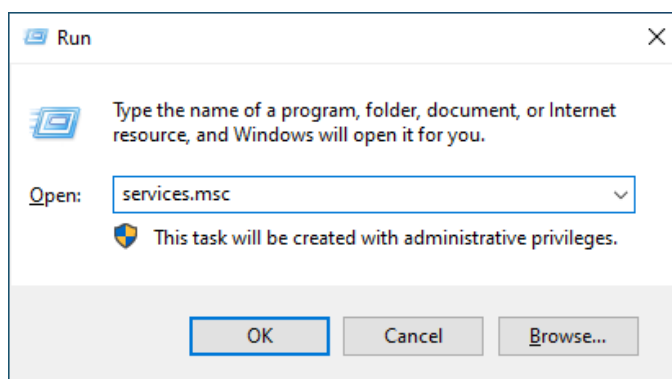 Run
Type the name of a program, folder, document, or Internet
resource, and Windows will open it for you.
Open: services.msc
This task will be created with administrative privileges.
OK Cancel Browse...